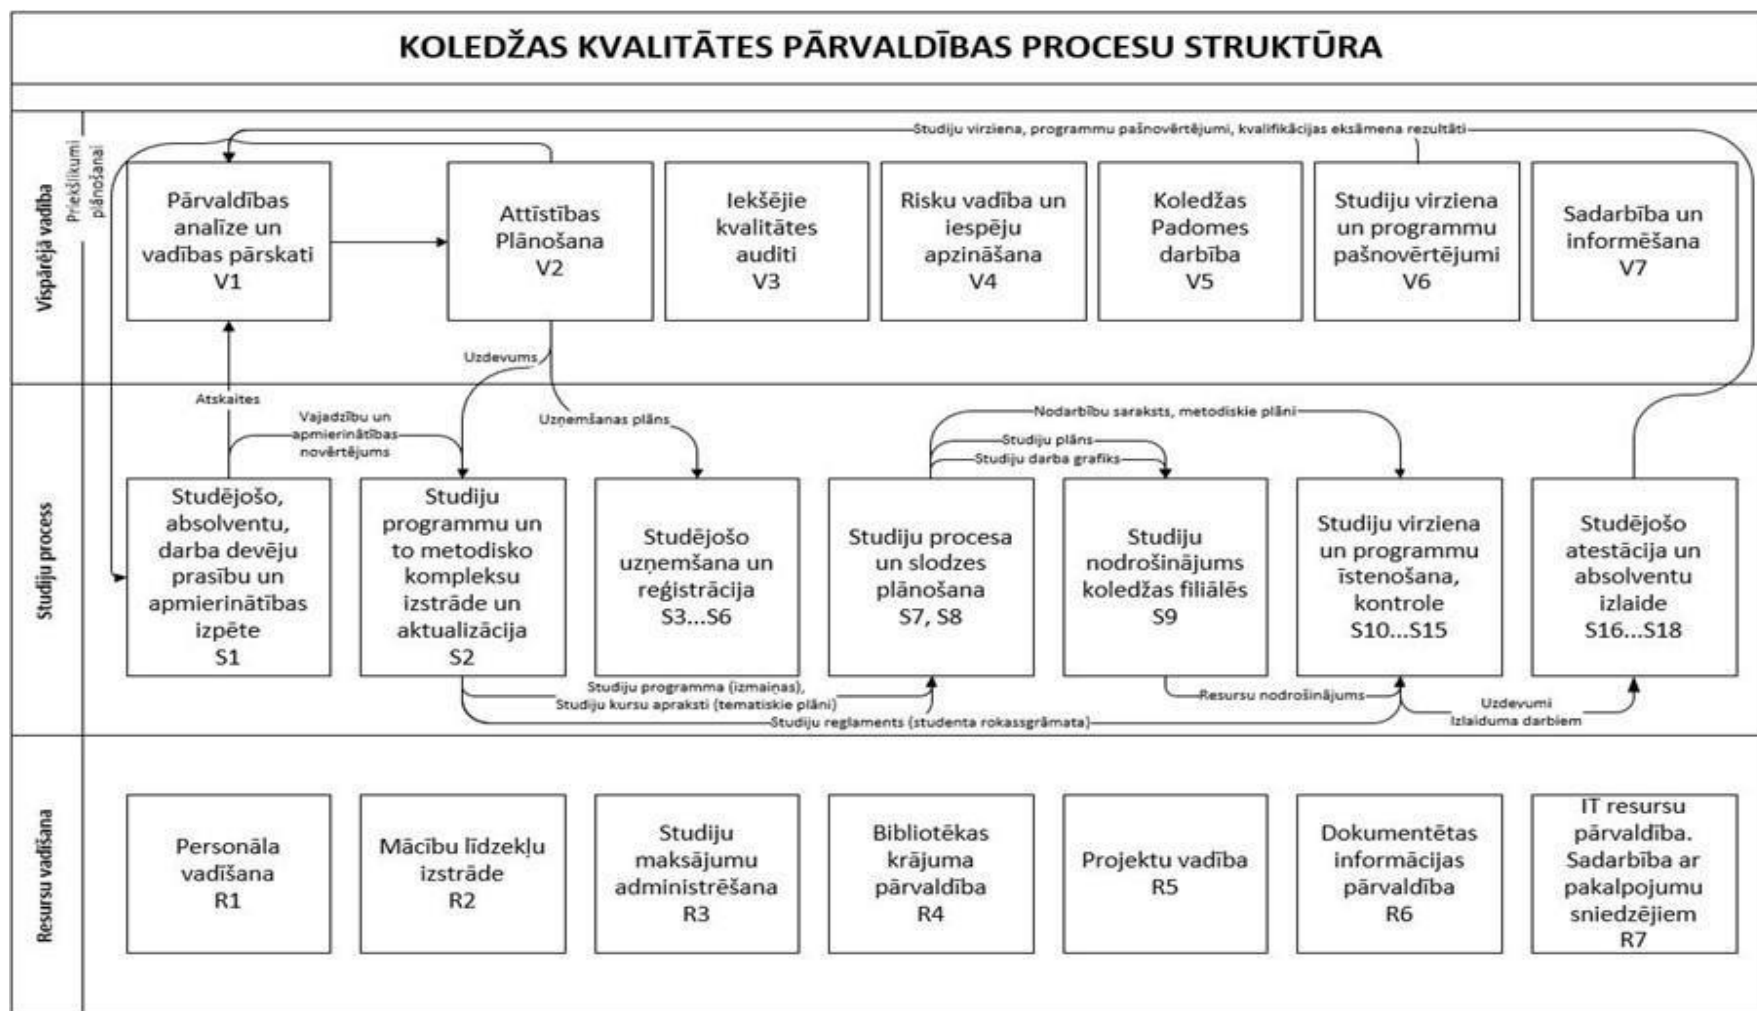 KOLEDŽAS KVALITĀTES PĀRVALDĪBAS PROCESU STRUKTŪRA
Vispārējā vadība
Priekšlikumi
plānošanai
Studiju virziena, programmu pašnovērtējumi, kvalifikācijas eksāmena rezultāti
Pārvaldības
analīze un
vadības pārskati
V1
Attīstības
Plānošana
V2
Iekšējie
kvalitātes
auditi
V3
Risku vadība un
iespēju
apzināšana
V4
Koledžas
Padomes
darbība
V5
Studiju virziena
un programmu
pašnovērtējumi
V6
Sadarbība un
informēšana
V7
Uzdevums
Studiju process
Atskaites
Vajadzību un
apmierinātības
novērtējums
Uzņemšanas plāns
Nodarbību saraksts, metodiskie plāni
Studiju plāns
Studiju darba grafiks
Studējošo,
absolventu,
darba devēju
prasību un
apmierinātības
izpēte
S1
Studiju
programmu un
to metodisko
kompleksu
izstrāde un
aktualizācija
S2
Studējošo
uzņemšana un
reģistrācija
S3...S6
Studiju procesa
un slodzes
plānošana
S7, S8
Studiju
nodrošinājums
koledžas filiālēs
S9
Studiju virziena
un programmu
īstenošana,
kontrole
S10...S15
Studējošo
atestācija un
absolventu
izlaide
S16...S18
Studiju programma (izmaiņas),
Studiju kursu apraksti (tematiskie plāni)
Studiju reglaments (studenta rokassgrāmata)
Resursu nodrošinājums
Uzdevumi
Izlaiduma darbiem
Resursu vadīšana
Personāla
vadīšana
R1
Mācību līdzekļu
izstrāde
R2
Studiju
maksājumu
administrēšana
R3
Bibliotēkas
krājuma
pārvaldība
R4
Projektu vadība
R5
Dokumentētas
informācijas
pārvaldība
R6
IT resursu
pārvaldība.
Sadarbība ar
pakalpojumu
sniedzējiem
R7